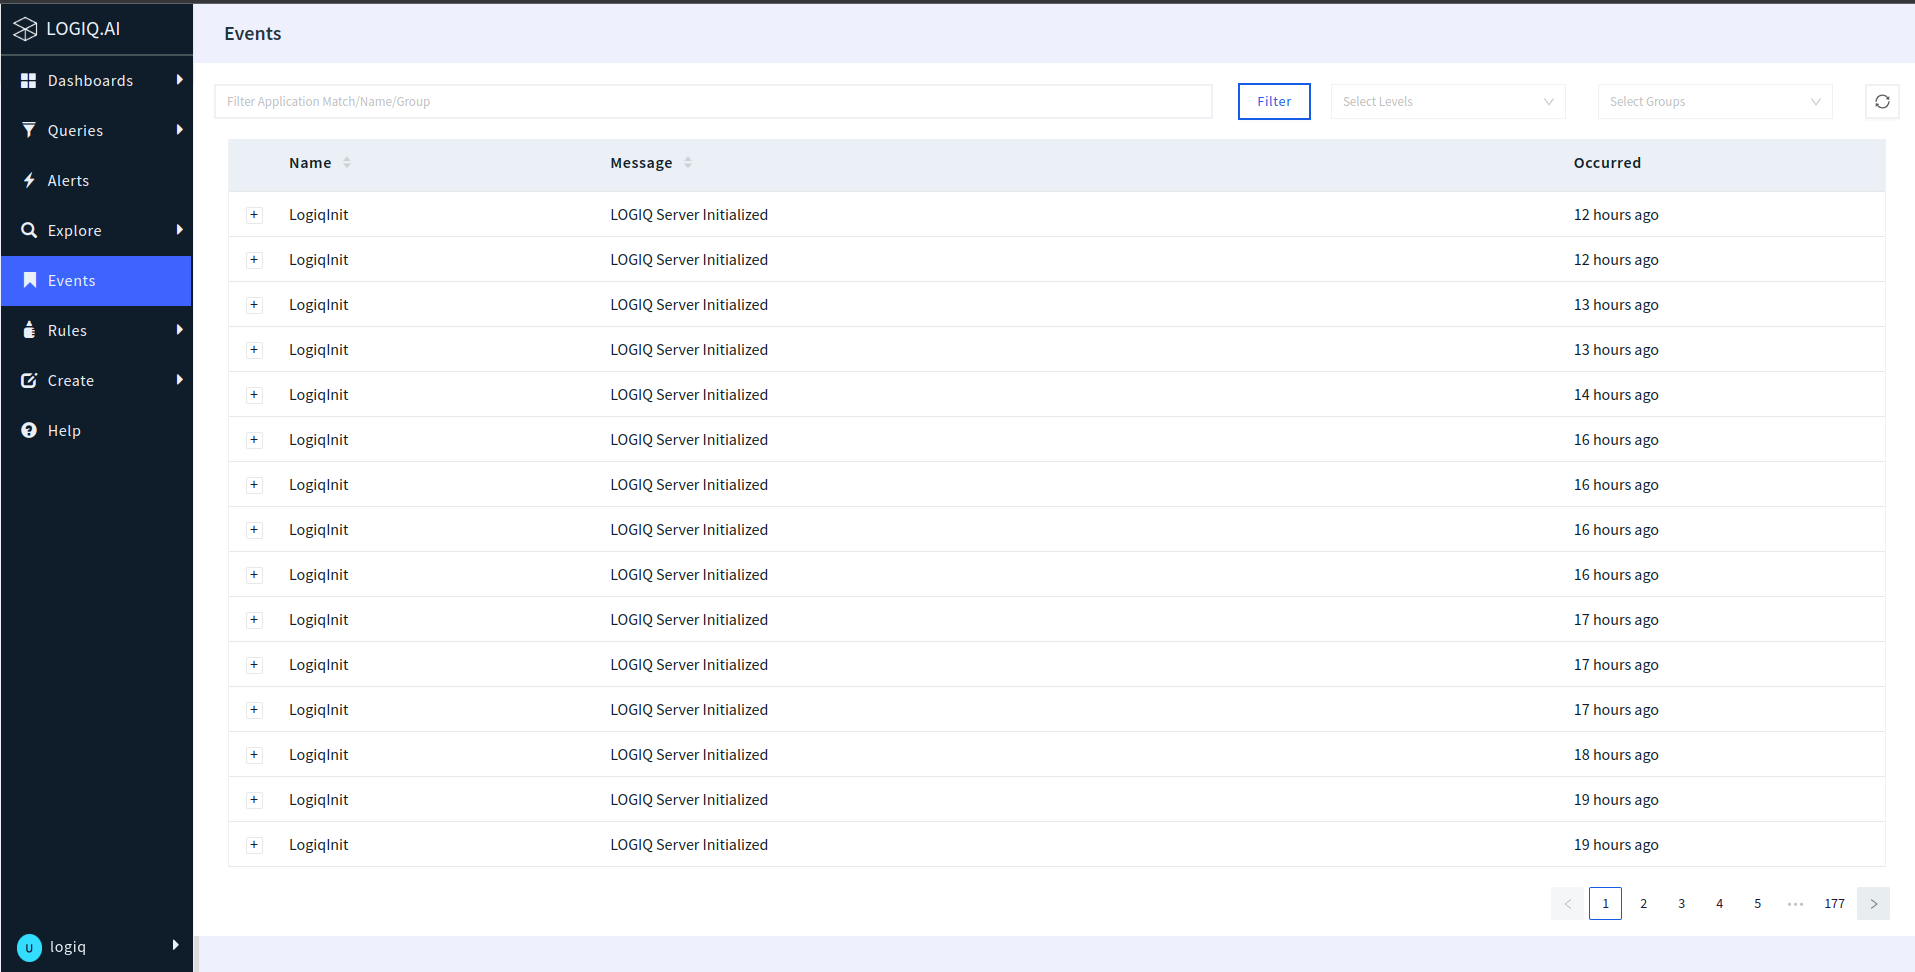 LOGIQ.AI
Dashboards
Queries
Alerts
Explore
Events
Rules
Create
Help
U logiq
Events
Filter Application Match/Name/Group Filter Select Levels Select Groups
Name Message Occurred
+ LogiqInit LOGIQ Server Initialized 12 hours ago
+ LogiqInit LOGIQ Server Initialized 12 hours ago
+ LogiqInit LOGIQ Server Initialized 13 hours ago
+ LogiqInit LOGIQ Server Initialized 13 hours ago
+ LogiqInit LOGIQ Server Initialized 14 hours ago
+ LogiqInit LOGIQ Server Initialized 16 hours ago
+ LogiqInit LOGIQ Server Initialized 16 hours ago
+ LogiqInit LOGIQ Server Initialized 16 hours ago
+ LogiqInit LOGIQ Server Initialized 16 hours ago
+ LogiqInit LOGIQ Server Initialized 17 hours ago
+ LogiqInit LOGIQ Server Initialized 17 hours ago
+ LogiqInit LOGIQ Server Initialized 17 hours ago
+ LogiqInit LOGIQ Server Initialized 18 hours ago
+ LogiqInit LOGIQ Server Initialized 19 hours ago
+ LogiqInit LOGIQ Server Initialized 19 hours ago
< 1 2 3 4 5 ••• 177 >